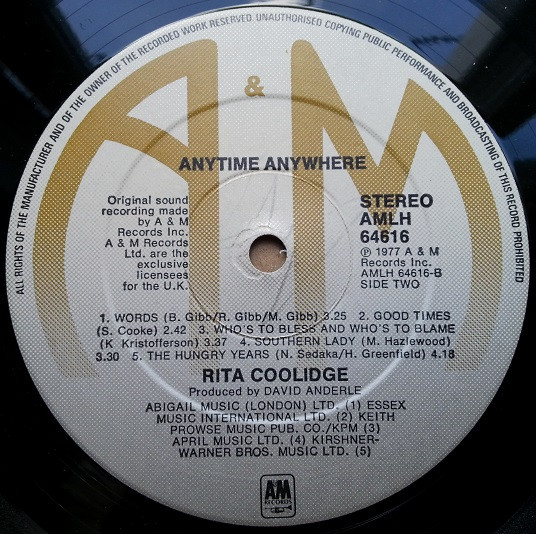 ALL RIGHTS OF THE MANUFACTURER AND OF THE OWNER OF THE RECORDED WORK RESERVED. UNAUTHORISED COPYING PUBLIC PERFORMANCE AND BROADCASTING OF THIS RECORD PROHIBITED
A & M
ANYTIME ANYWHERE
Original sound
recording made
by A & M
Records Inc.
A & M Records
Ltd. are the
exclusive
licensees
for the U.K.
STEREO
AMLH
64616
℗ 1977 A & M
Records Inc.
AMLH 64616-B
SIDE TWO
1. WORDS (B. Gibb/R. Gibb/M. Gibb) 3.25 2. GOOD TIMES
(S. Cooke) 2.42 3. WHO'S TO BLESS AND WHO'S TO BLAME
(K Kristofferson) 3.37 4. SOUTHERN LADY (M. Hazlewood)
3.30 5. THE HUNGRY YEARS (N. Sedaka/H. Greenfield) 4.18
RITA COOLIDGE
Produced by DAVID ANDERLE
ABIGAIL MUSIC (LONDON) LTD. (1) ESSEX
MUSIC INTERNATIONAL LTD. (2) KEITH
PROWSE MUSIC PUB. CO./KPM (3)
APRIL MUSIC LTD. (4) KIRSHNER-
WARNER BROS. MUSIC LTD. (5)
A&M
RECORDS